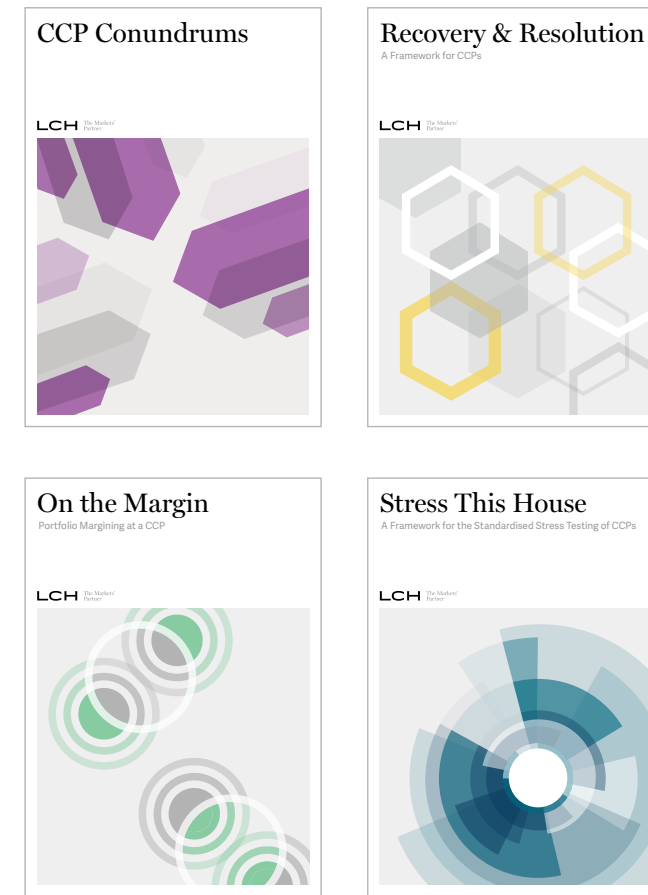 CCP Conundrums
LCH The Markets'
Partner
Recovery & Resolution
A Framework for CCPs
LCH The Markets'
Partner
On the Margin
Portfolio Margining at a CCP
LCH The Markets'
Partner
Stress This House
A Framework for the Standardised Stress Testing of CCPs
LCH The Markets'
Partner